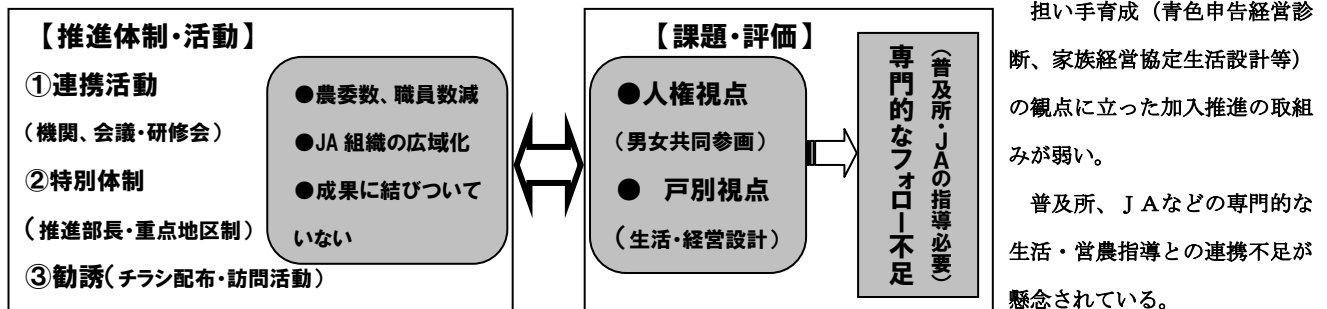 【推進体制・活動】
①連携活動
（機関、会議・研修会）
②特別体制
（推進部長・重点地区制）
③勧誘（チラシ配布・訪問活動）
●農委数、職員数減
●JA 組織の広域化
●成果に結びついて
いない
【課題・評価】
●人権視点
（男女共同参画）
● 戸別視点
（生活・経営設計）
専門的なフォロー不足
（普及所・JAの指導必要）
担い手育成（青色申告経営診
断、家族経営協定生活設計等）
の観点に立った加入推進の取組
みが弱い。
普及所、ＪＡなどの専門的な
生活・営農指導との連携不足が
懸念されている。